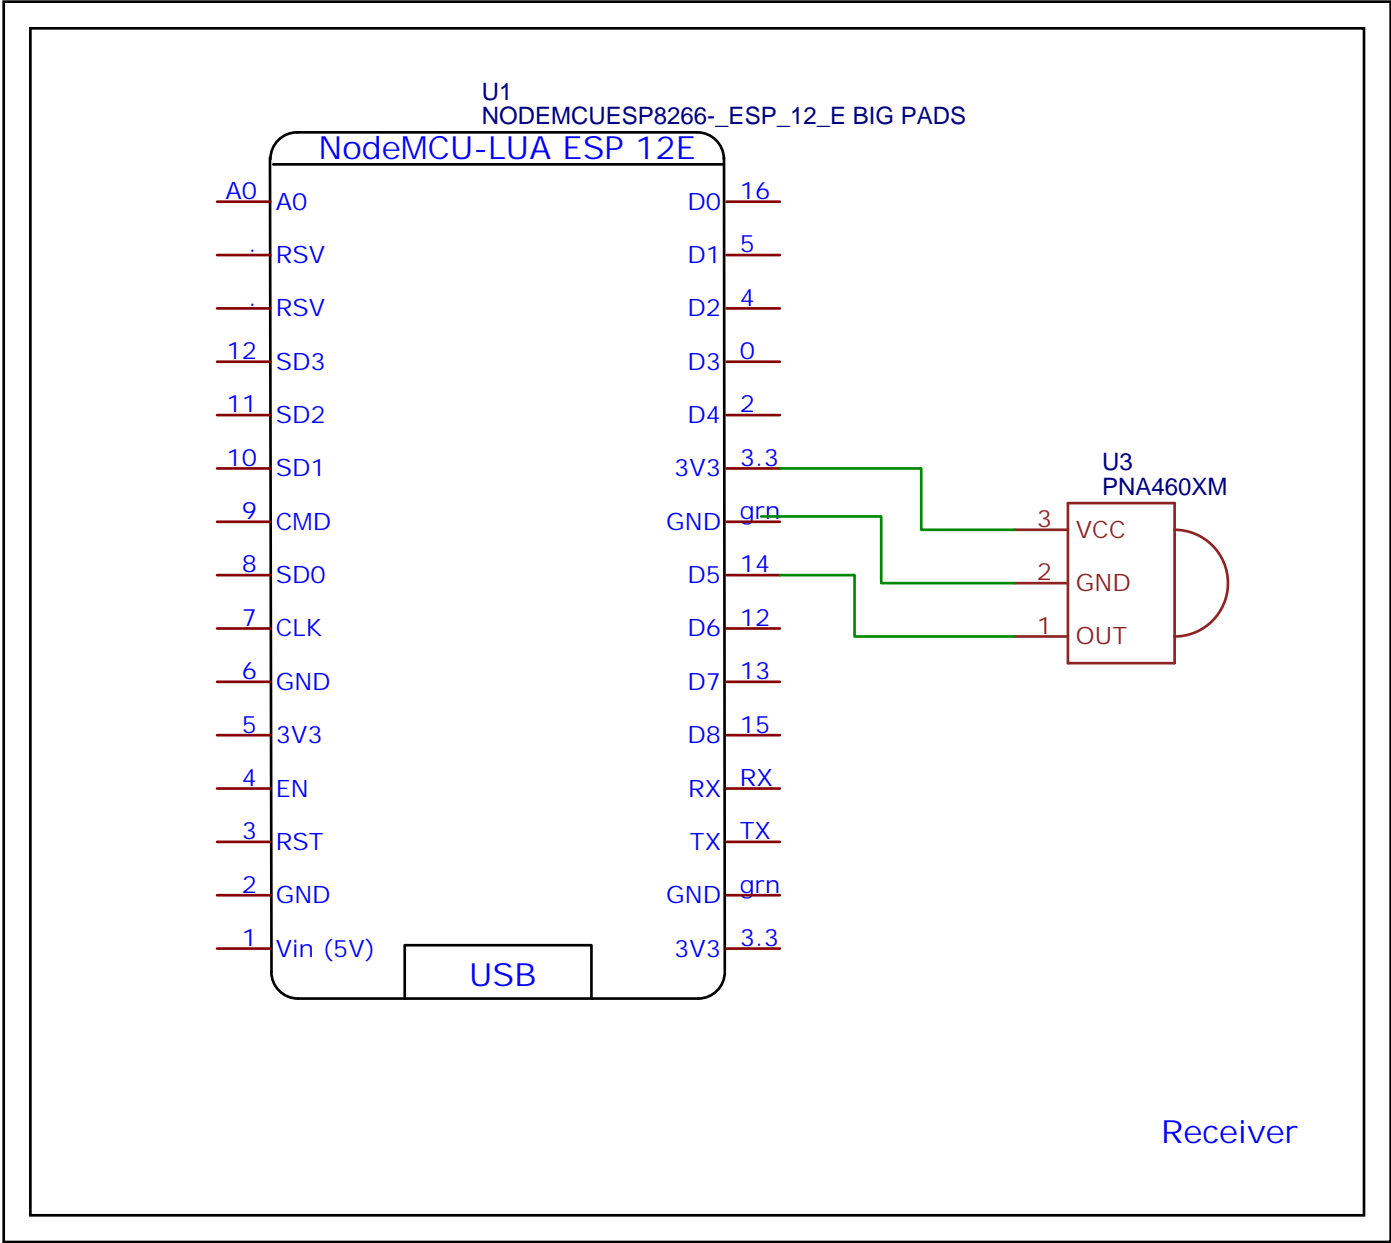 U1
NODEMCUESP8266-_ESP_12_E BIG PADS
NodeMCU-LUA ESP 12E
A0 A0 D0 16
. RSV D1 5
. RSV D2 4
12 SD3 D3 0
11 SD2 D4 2
10 SD1 3V3 3.3
9 CMD GND grn
8 SD0 D5 14
7 CLK D6 12
6 GND D7 13
5 3V3 D8 15
4 EN RX RX
3 RST TX TX
2 GND GND grn
1 Vin (5V) 3V3 3.3
USB
U3
PNA460XM
3 VCC
2 GND
1 OUT
Receiver